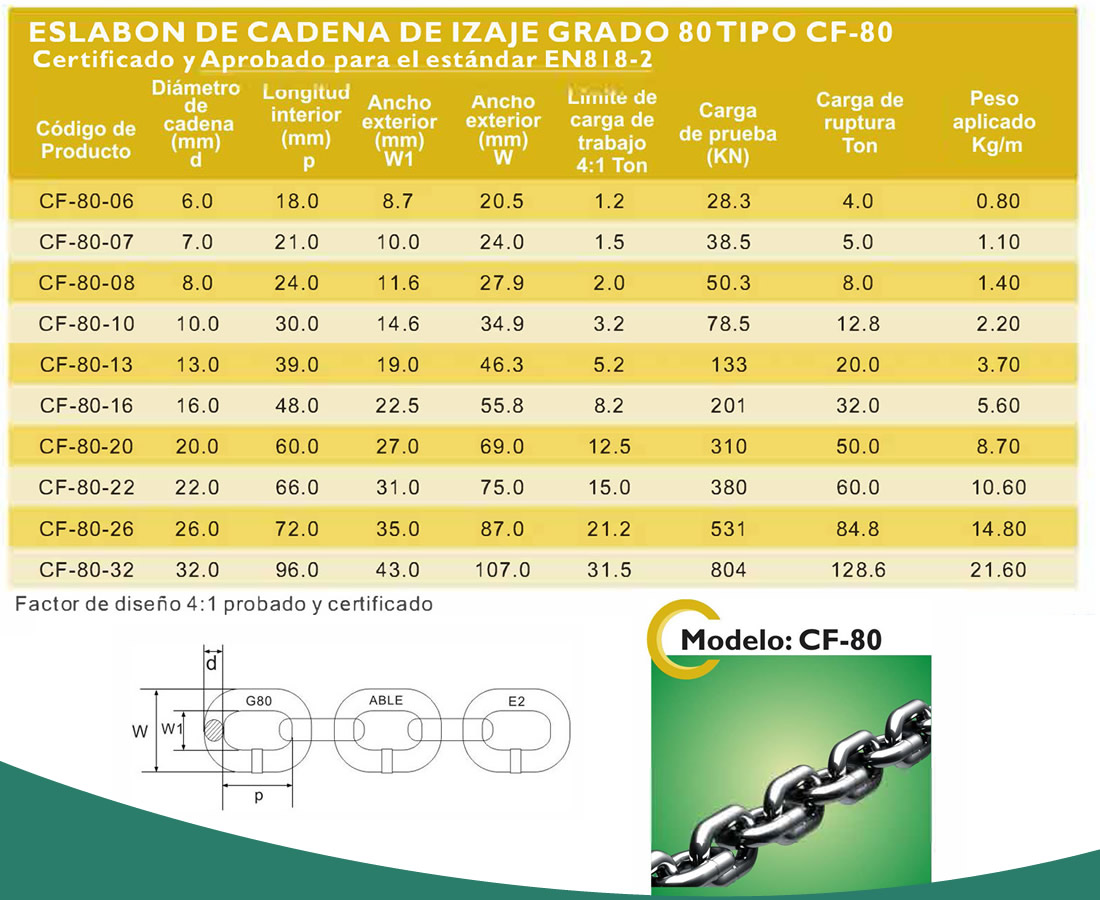 ESLABON DE CADENA DE IZAJE GRADO 80 TIPO CF-80
Certificado y Aprobado para el estándar EN818-2
Código de Producto Diámetro de cadena (mm) d Longitud interior (mm) p Ancho exterior (mm) W1 Ancho exterior (mm) W Limite de carga de trabajo 4:1 Ton Carga de prueba (KN) Carga de ruptura Ton Peso aplicado Kg/m
CF-80-06 6.0 18.0 8.7 20.5 1.2 28.3 4.0 0.80
CF-80-07 7.0 21.0 10.0 24.0 1.5 38.5 5.0 1.10
CF-80-08 8.0 24.0 11.6 27.9 2.0 50.3 8.0 1.40
CF-80-10 10.0 30.0 14.6 34.9 3.2 78.5 12.8 2.20
CF-80-13 13.0 39.0 19.0 46.3 5.2 133 20.0 3.70
CF-80-16 16.0 48.0 22.5 55.8 8.2 201 32.0 5.60
CF-80-20 20.0 60.0 27.0 69.0 12.5 310 50.0 8.70
CF-80-22 22.0 66.0 31.0 75.0 15.0 380 60.0 10.60
CF-80-26 26.0 72.0 35.0 87.0 21.2 531 84.8 14.80
CF-80-32 32.0 96.0 43.0 107.0 31.5 804 128.6 21.60
Factor de diseño 4:1 probado y certificado
Modelo: CF-80
d
G80 ABLE E2
W W1
p